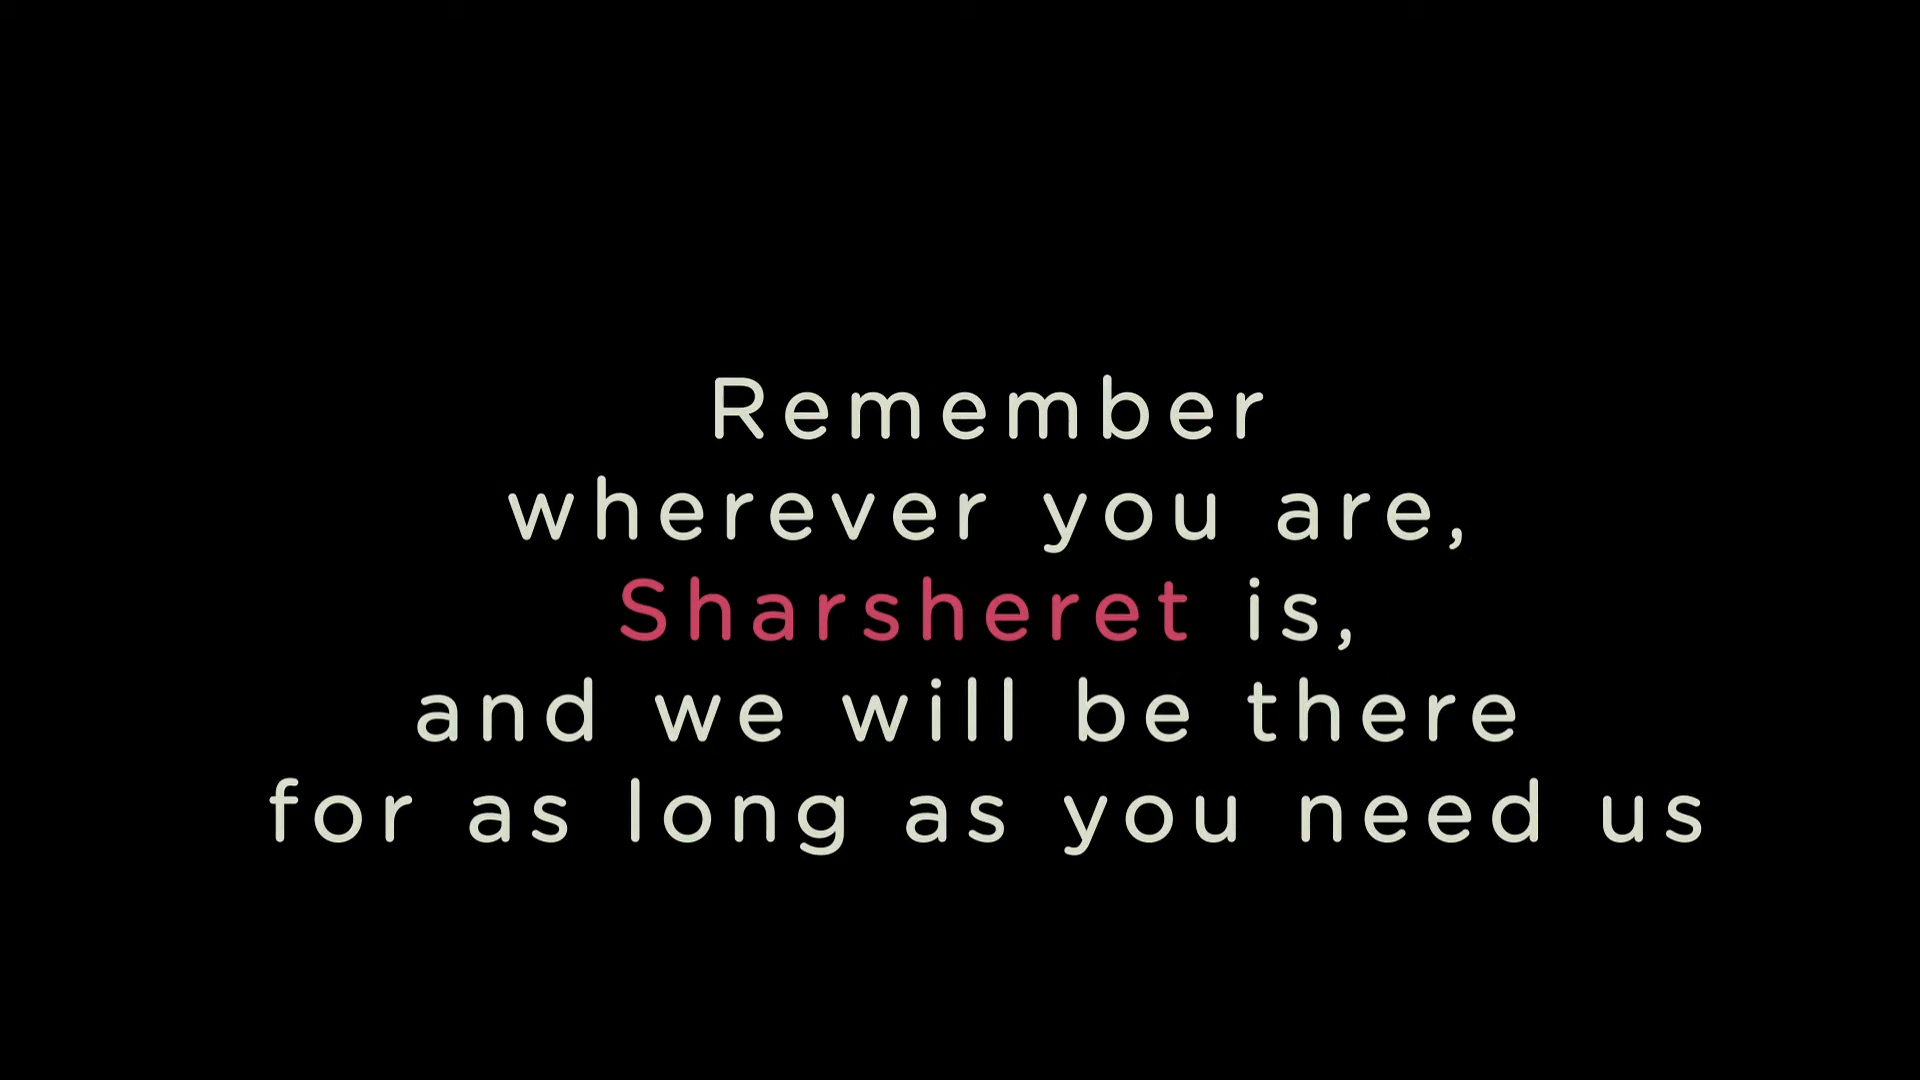 Remember
wherever you are,
Sharsheret is,
and we will be there
for as long as you need us